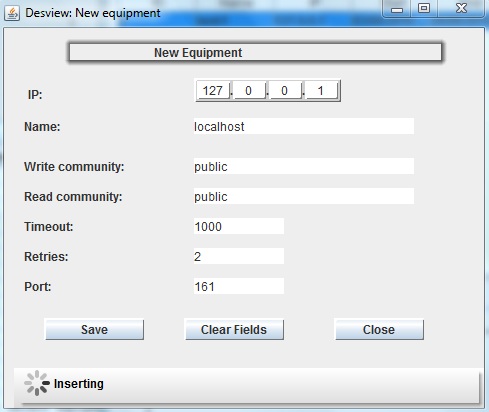 Desview: New equipment
New Equipment
IP: 127. 0. 0. 1
Name: localhost
Write community: public
Read community: public
Timeout: 1000
Retries: 2
Port: 161
Save Clear Fields Close
Inserting